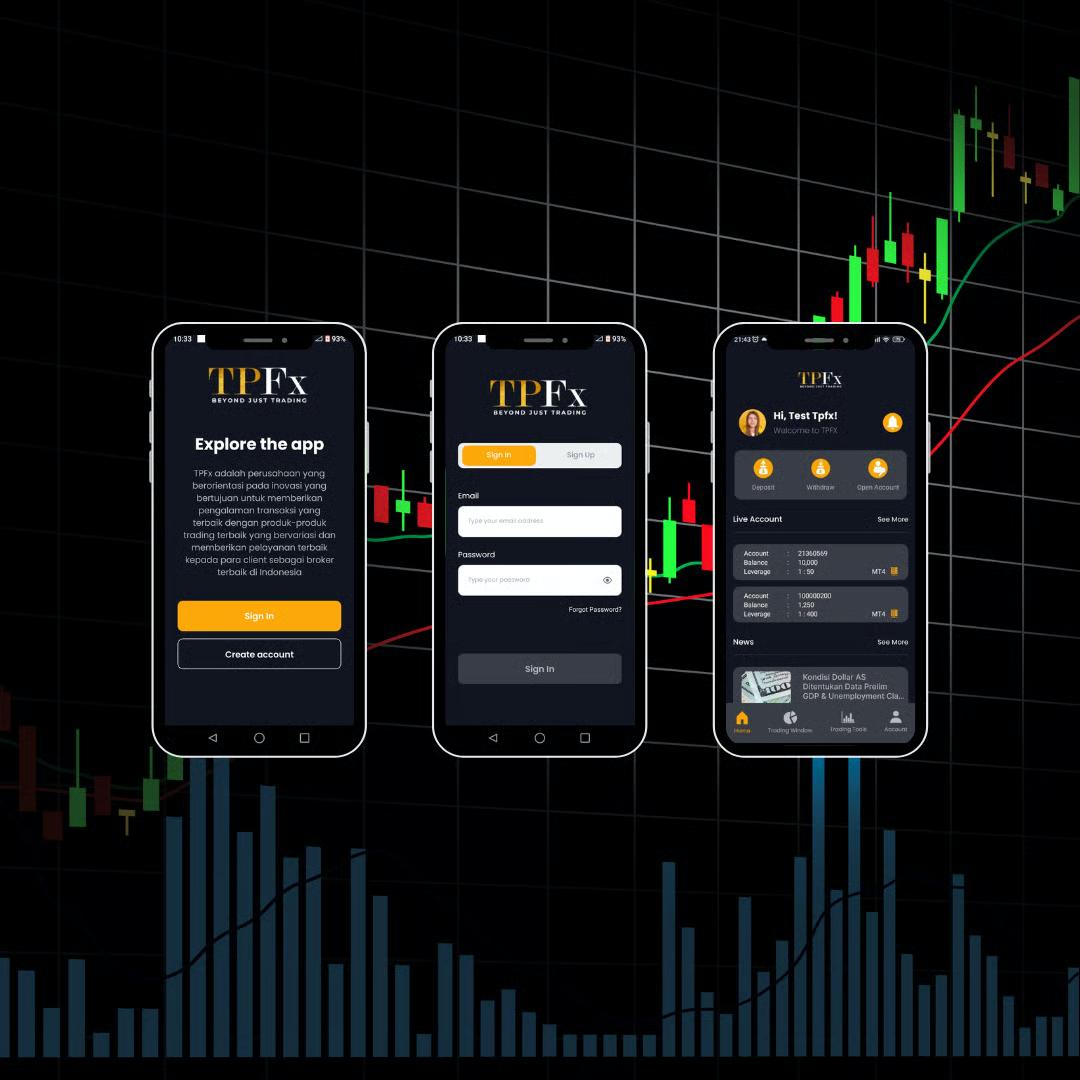 10:33
93%
TPFx
BEYOND JUST TRADING
Explore the app
TPFx adalah perusahaan yang
berorientasi pada inovasi yang
bertujuan untuk memberikan
pengalaman transaksi yang
terbaik dengan produk-produk
trading terbaik yang bervariasi dan
memberikan pelayanan terbaik
kepada para client sebagai broker
terbaik di Indonesia
Sign In
Create account
10:33
93%
TPFx
BEYOND JUST TRADING
Sign In
Sign Up
Email
Type your email address
Password
Type your password
Forgot Password?
Sign In
21:43
TPFx
Hi, Test Tpfx!
Welcome to TPFX
Deposit
Withdraw
Open Account
Live Account
See More
Account : 21360569
Balance : 10,000
Leverage : 1 : 50 MT4
Account : 100000200
Balance : 1,250
Leverage : 1 : 400 MT4
News
See More
Kondisi Dollar AS
Ditentukan Data Prelim
GDP & Unemployment Cla...
100
Home
Trading Window
Trading Tools
Account